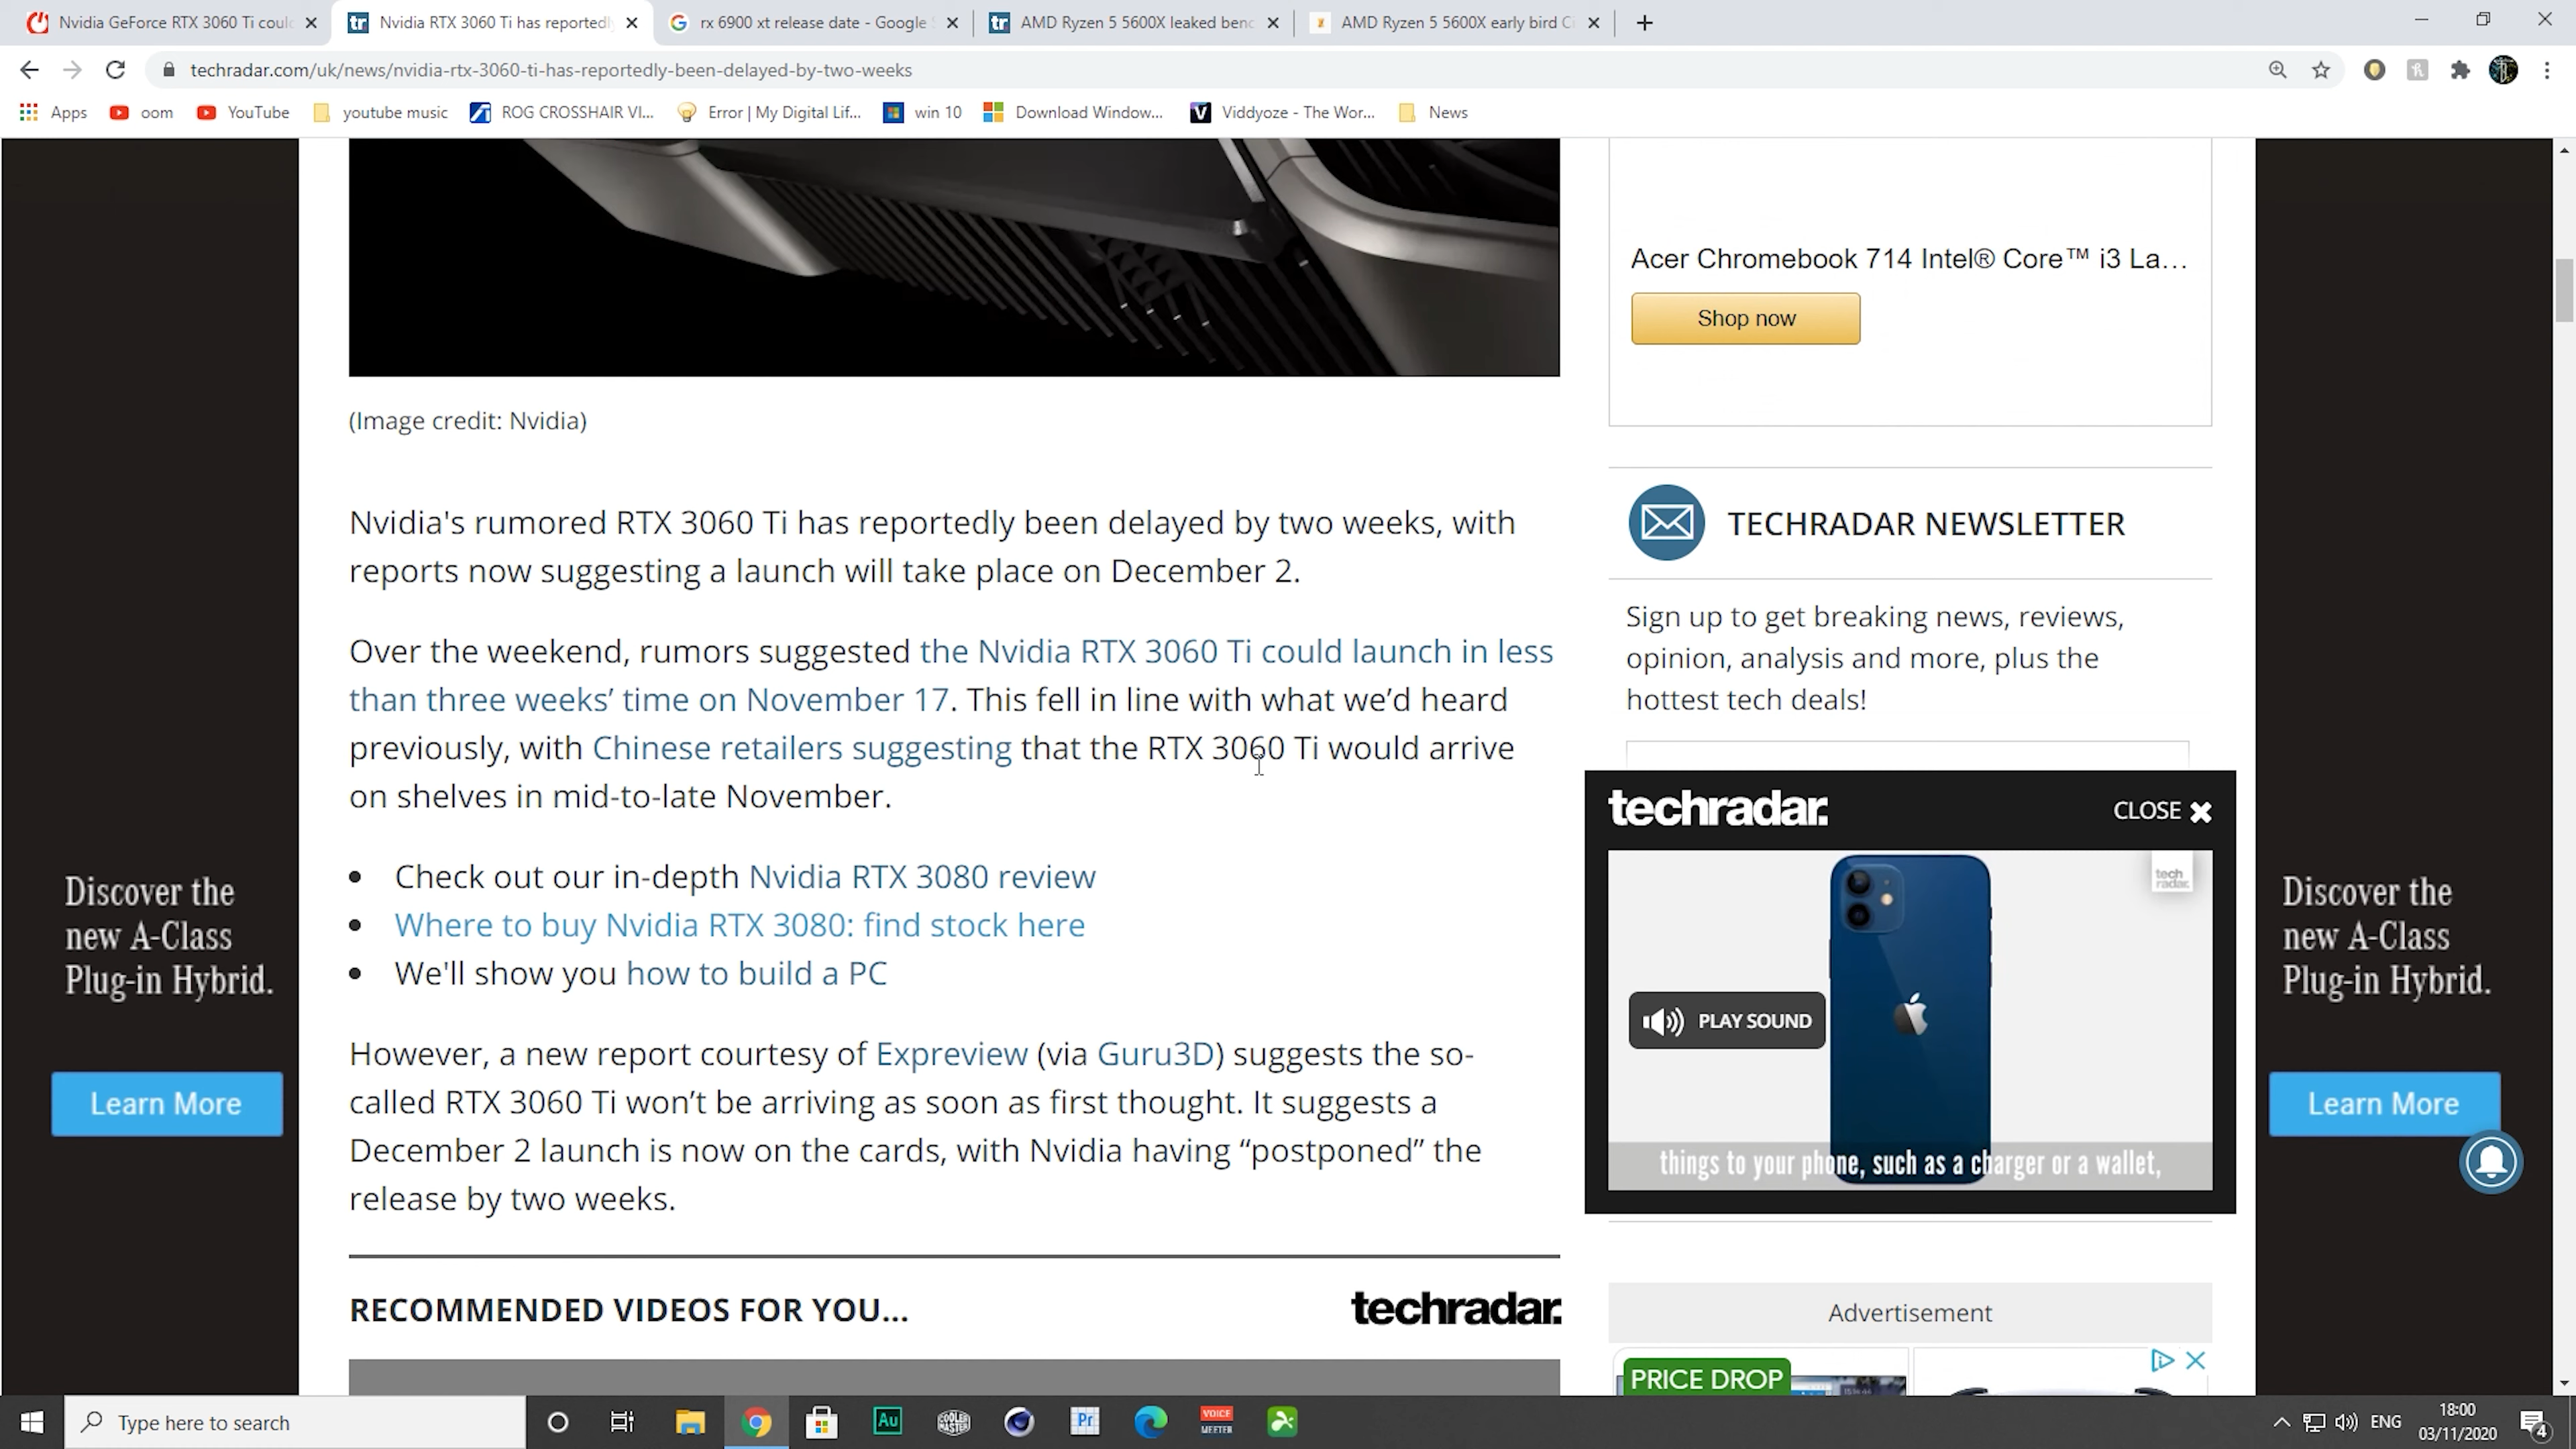 Nvidia GeForce RTX 3060 Ti coul
Nvidia RTX 3060 Ti has reportedl
rx 6900 xt release date - Google S
AMD Ryzen 5 5600X leaked benc
AMD Ryzen 5 5600X early bird Ci
techradar.com/uk/news/nvidia-rtx-3060-ti-has-reportedly-been-delayed-by-two-weeks
Apps
oom
YouTube
youtube music
ROG CROSSHAIR VI...
Error | My Digital Lif...
win 10
Download Window...
Viddyoze - The Wor...
News
(Image credit: Nvidia)
Nvidia's rumored RTX 3060 Ti has reportedly been delayed by two weeks, with
reports now suggesting a launch will take place on December 2.
Over the weekend, rumors suggested the Nvidia RTX 3060 Ti could launch in less
than three weeks’ time on November 17. This fell in line with what we’d heard
previously, with Chinese retailers suggesting that the RTX 3060 Ti would arrive
on shelves in mid-to-late November.
• Check out our in-depth Nvidia RTX 3080 review
• Where to buy Nvidia RTX 3080: find stock here
• We'll show you how to build a PC
However, a new report courtesy of Expreview (via Guru3D) suggests the so-
called RTX 3060 Ti won’t be arriving as soon as first thought. It suggests a
December 2 launch is now on the cards, with Nvidia having “postponed” the
release by two weeks.
RECOMMENDED VIDEOS FOR YOU...
techradar.
Acer Chromebook 714 Intel® Core™ i3 La...
Shop now
TECHRADAR NEWSLETTER
Sign up to get breaking news, reviews,
opinion, analysis and more, plus the
hottest tech deals!
techradar.
CLOSE
tech
radar.
PLAY SOUND
things to your phone, such as a charger or a wallet,
Advertisement
PRICE DROP
Discover the
new A-Class
Plug-in Hybrid.
Learn More
Discover the
new A-Class
Plug-in Hybrid.
Learn More
Type here to search
Au
COOLER
MASTER
Pr
VOICE
MEETER
ENG
18:00
03/11/2020
4